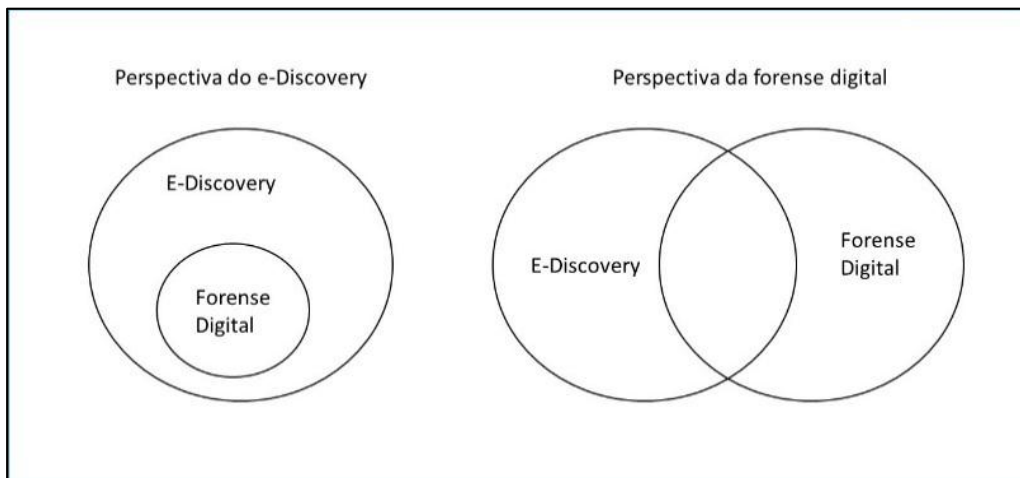 Perspectiva do e-Discovery
E-Discovery
Forense
Digital
Perspectiva da forense digital
E-Discovery
Forense
Digital